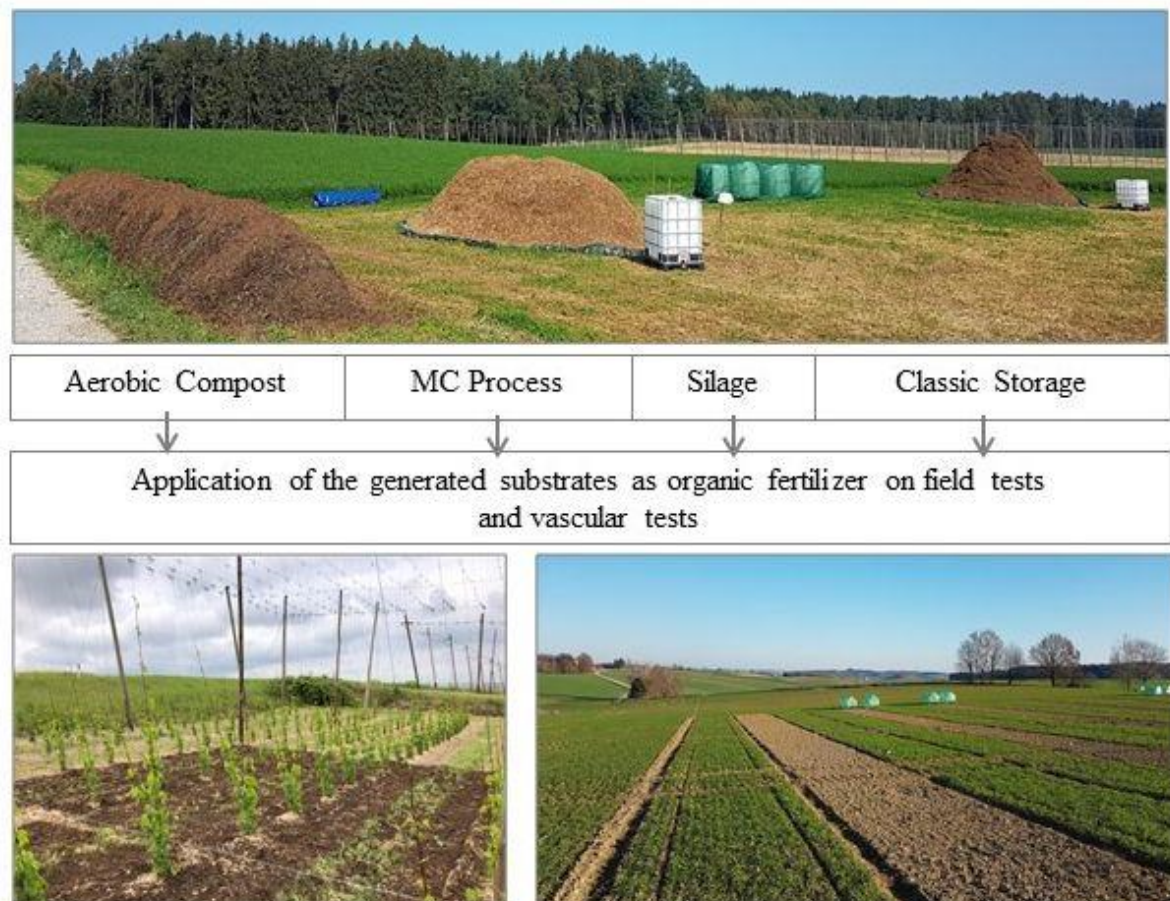 Aerobic Compost
MC Process
Silage
Classic Storage
Application of the generated substrates as organic fertilizer on field tests
and vascular tests